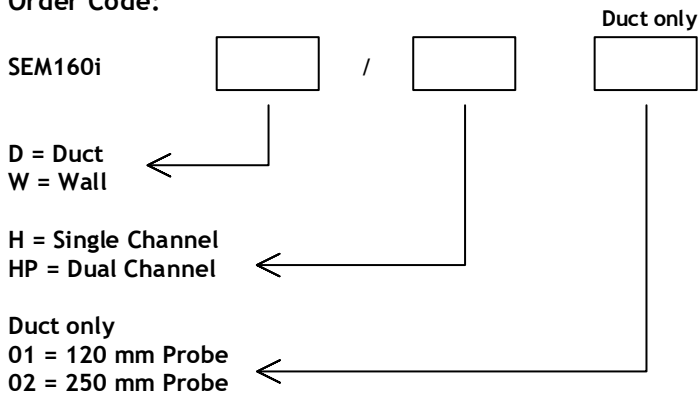 Order Code:
Duct only
SEM160i /
D = Duct
W = Wall
H = Single Channel
HP = Dual Channel
Duct only
01 = 120 mm Probe
02 = 250 mm Probe